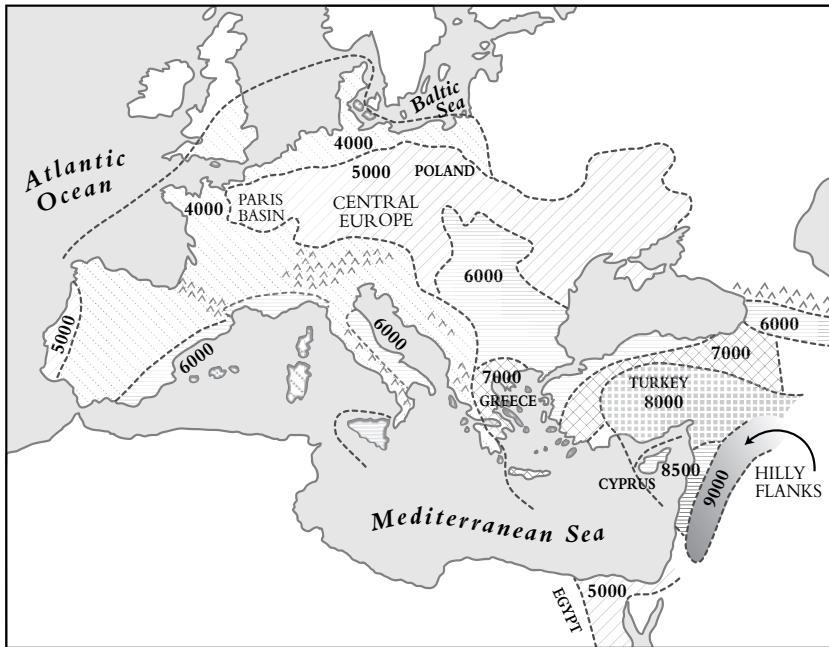 Baltic
Sea
4000
5000
POLAND
Atlantic
Ocean
4000
PARIS
BASIN
CENTRAL
EUROPE
6000
5000
6000
6000
6000
7000
7000
GREECE
TURKEY
8000
CYPRUS
8500
9000
HILLY
FLANKS
Mediterranean Sea
5000
EGYPT